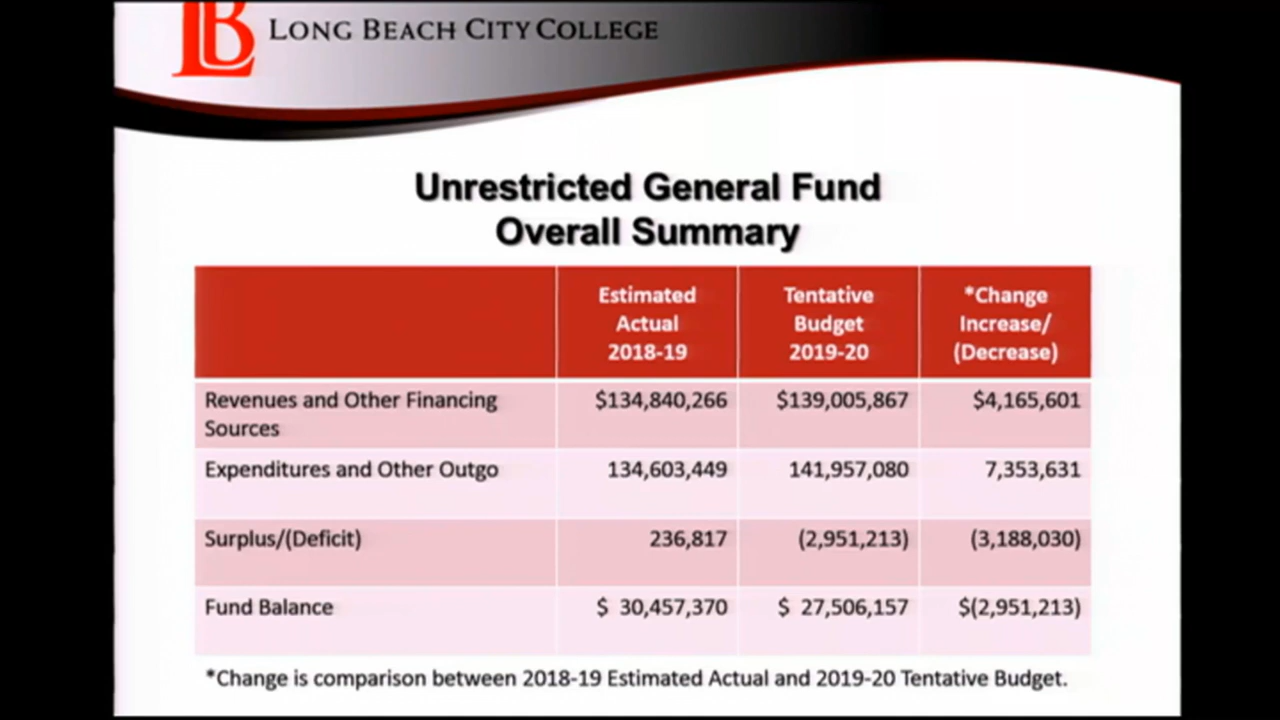 LB LONG BEACH CITY COLLEGE
Unrestricted General Fund
Overall Summary
Estimated Actual 2018-19 Tentative Budget 2019-20 *Change Increase/ (Decrease)
Revenues and Other Financing Sources $134,840,266 $139,005,867 $4,165,601
Expenditures and Other Outgo 134,603,449 141,957,080 7,353,631
Surplus/(Deficit) 236,817 (2,951,213) (3,188,030)
Fund Balance $ 30,457,370 $ 27,506,157 $(2,951,213)
*Change is comparison between 2018-19 Estimated Actual and 2019-20 Tentative Budget.